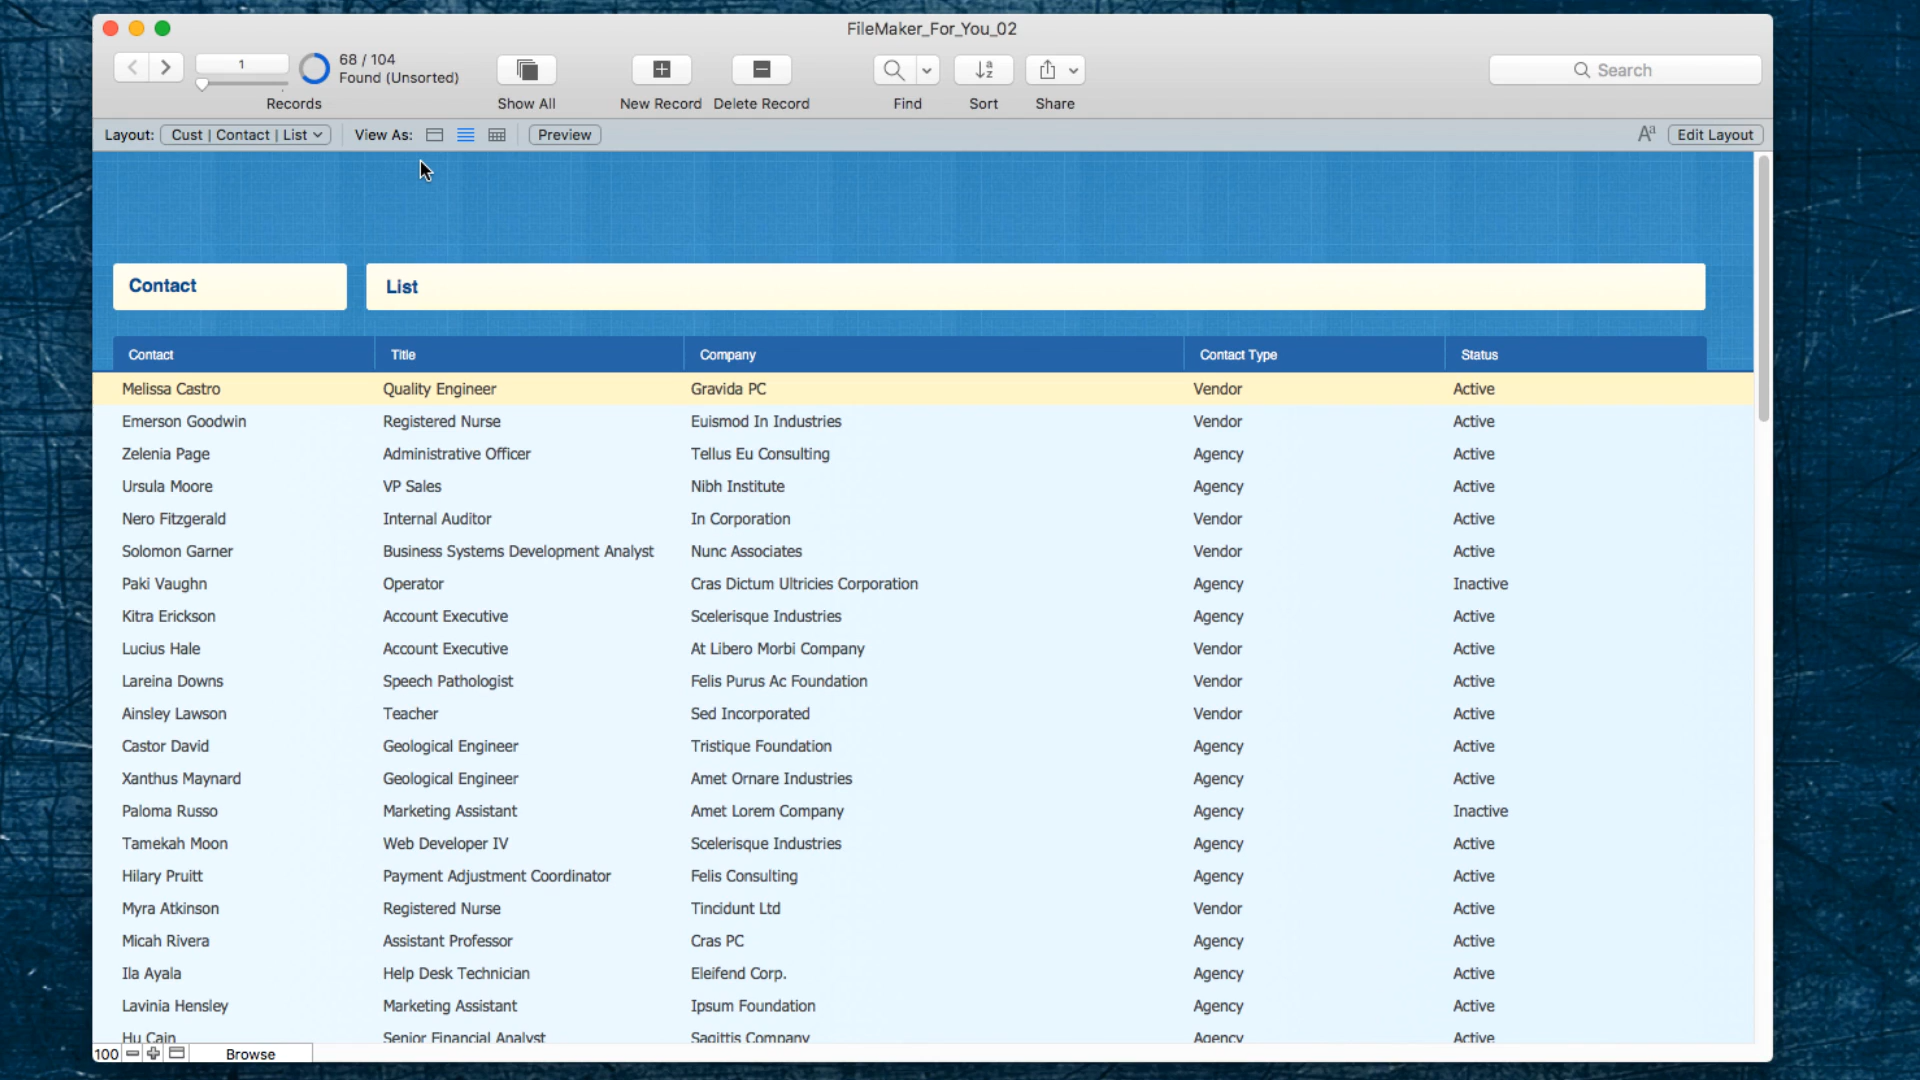 FileMaker_For_You_02
1
68 / 104
Found (Unsorted)
Records
Show All
New Record
Delete Record
Find
Sort
Share
Search
Layout: Cust | Contact | List View As: Preview Aa Edit Layout
Contact List
Contact Title Company Contact Type Status
Melissa Castro Quality Engineer Gravida PC Vendor Active
Emerson Goodwin Registered Nurse Euismod In Industries Vendor Active
Zelenia Page Administrative Officer Tellus Eu Consulting Agency Active
Ursula Moore VP Sales Nibh Institute Agency Active
Nero Fitzgerald Internal Auditor In Corporation Vendor Active
Solomon Garner Business Systems Development Analyst Nunc Associates Vendor Active
Paki Vaughn Operator Cras Dictum Ultricies Corporation Agency Inactive
Kitra Erickson Account Executive Scelerisque Industries Agency Active
Lucius Hale Account Executive At Libero Morbi Company Vendor Active
Lareina Downs Speech Pathologist Felis Purus Ac Foundation Vendor Active
Ainsley Lawson Teacher Sed Incorporated Vendor Active
Castor David Geological Engineer Tristique Foundation Agency Active
Xanthus Maynard Geological Engineer Amet Ornare Industries Agency Active
Paloma Russo Marketing Assistant Amet Lorem Company Agency Inactive
Tamekah Moon Web Developer IV Scelerisque Industries Agency Active
Hilary Pruitt Payment Adjustment Coordinator Felis Consulting Agency Active
Myra Atkinson Registered Nurse Tincidunt Ltd Vendor Active
Micah Rivera Assistant Professor Cras PC Agency Active
Ila Ayala Help Desk Technician Eleifend Corp. Agency Active
Lavinia Hensley Marketing Assistant Ipsum Foundation Agency Active
Hu Cain Senior Financial Analyst Sagittis Company Agency Active
100 Browse